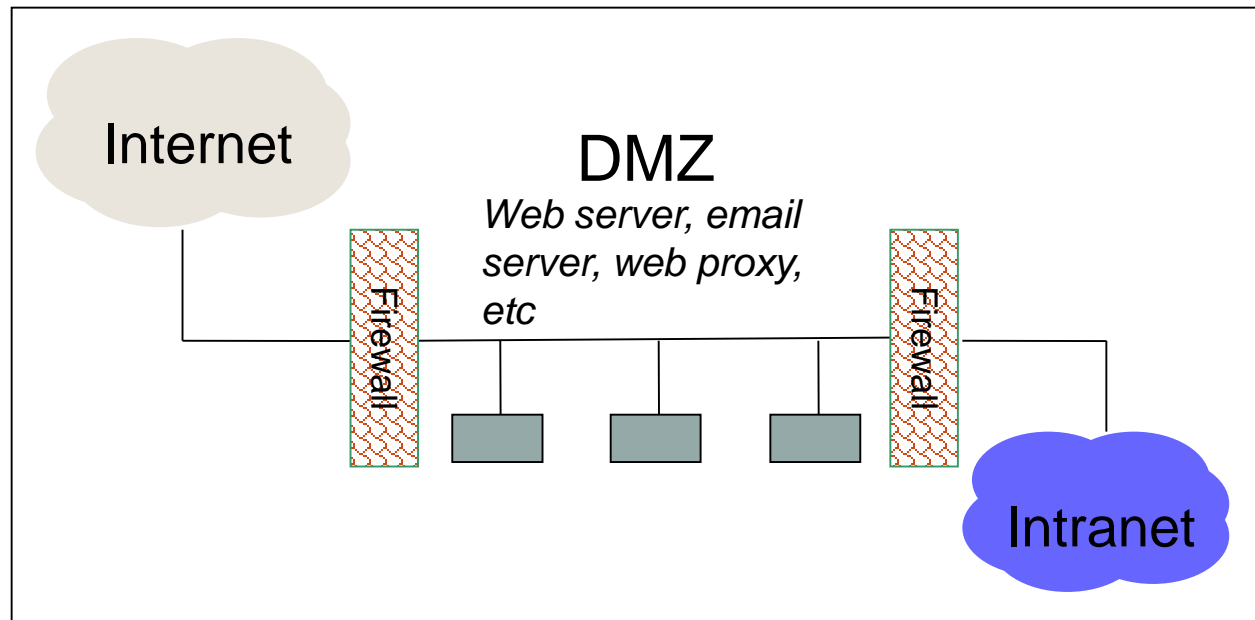 Internet
DMZ
Web server, email
server, web proxy,
etc
Firewall
Firewall
Intranet